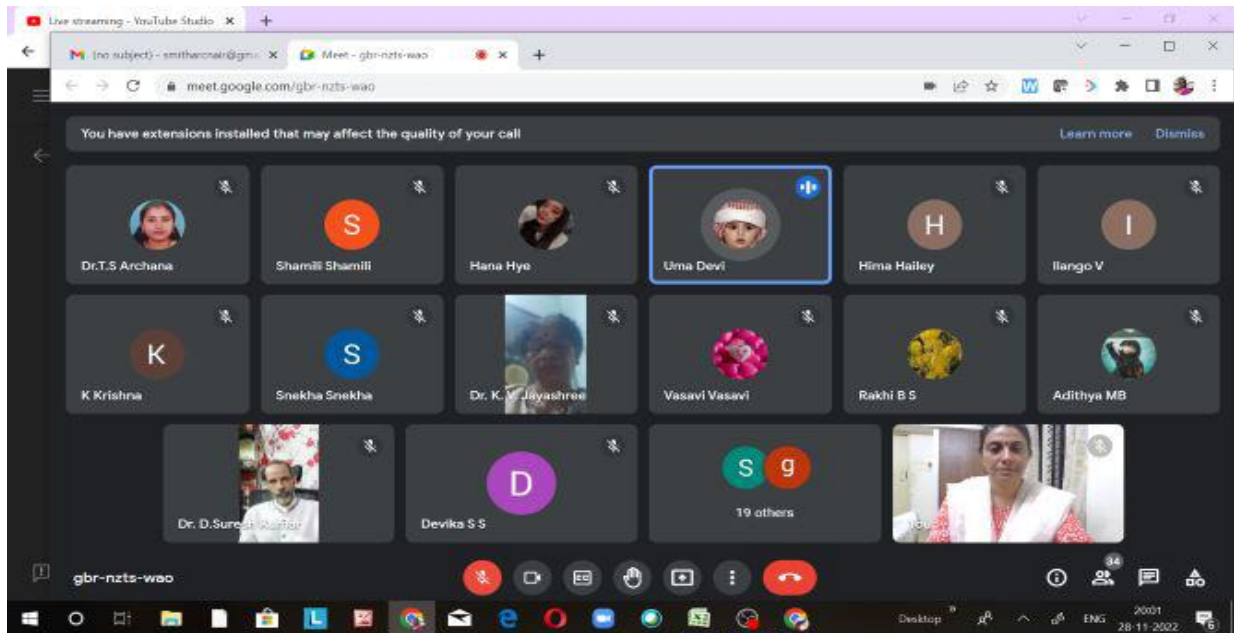 Live streaming - YouTube Studio
(no subject) - smitharcnair@gm
Meet - gbr-nzts-wao
meet.google.com/gbr-nzts-wao
You have extensions installed that may affect the quality of your call
Learn more Dismiss
Dr.T.S Archana
S
Shamili Shamili
Hana Hye
Uma Devi
H
Hima Hailey
I
Ilango V
K
K Krishna
S
Snekha Snekha
Dr. K. V. Jayashree
Vasavi Vasavi
Rakhi B S
Adithya MB
Dr. D.Suresh Kumar
D
Devika S S
S g
19 others
You
gbr-nzts-wao
34
Desktop
ENG
20:01
28-11-2022